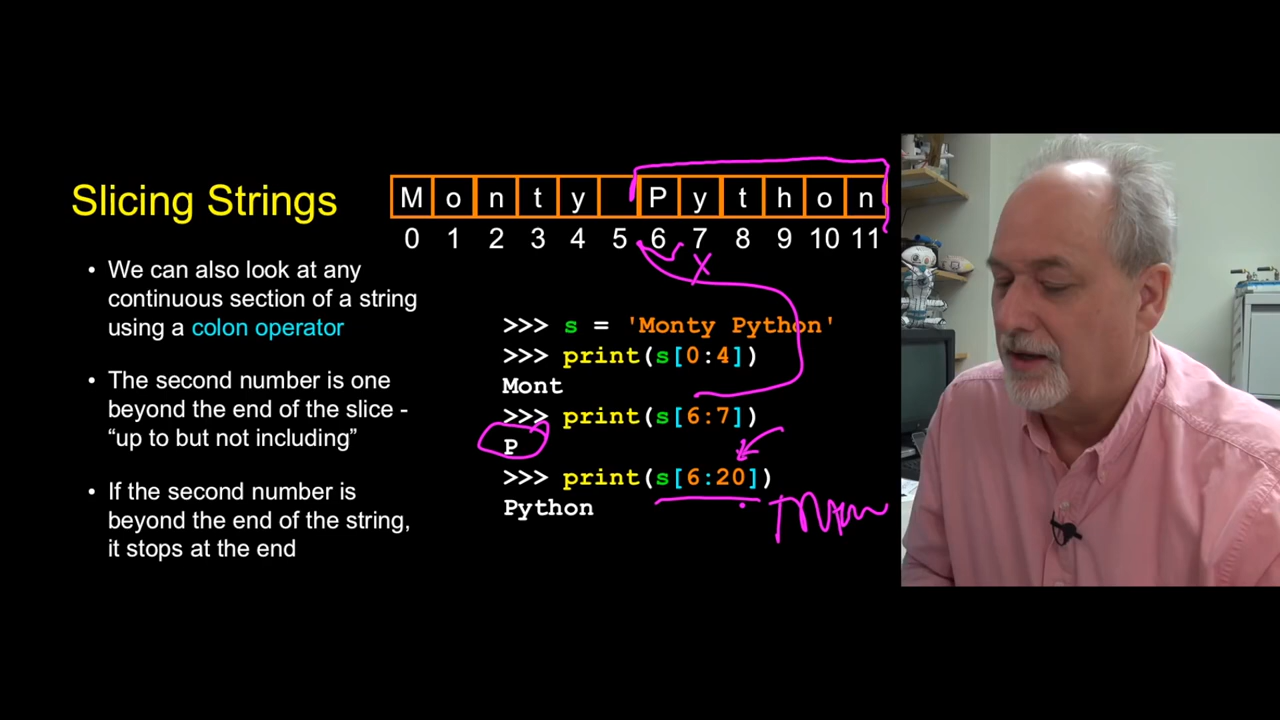 Slicing Strings
M o n t y P y t h o n
0 1 2 3 4 5 6 7 8 9 10 11
X
• We can also look at any
continuous section of a string
using a colon operator
• The second number is one
beyond the end of the slice -
“up to but not including”
• If the second number is
beyond the end of the string,
it stops at the end
>>> s = 'Monty Python'
>>> print(s[0:4])
Mont
>>> print(s[6:7])
P
>>> print(s[6:20])
Python